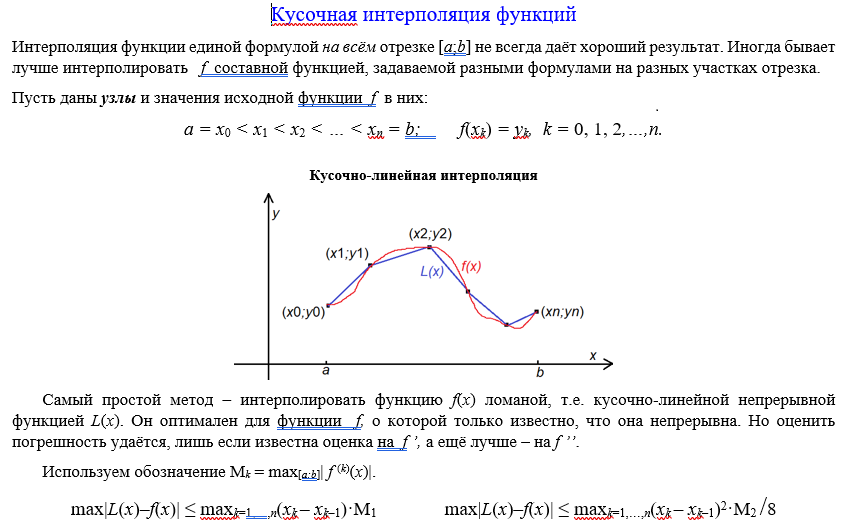 Кусочная интерполяция функций
Интерполяция функции единой формулой на всём отрезке [a;b] не всегда даёт хороший результат. Иногда бывает
лучше интерполировать f составной функцией, задаваемой разными формулами на разных участках отрезка.
Пусть даны узлы и значения исходной функции f в них:
a = x0 < x1 < x2 < ... < xn = b; f(xk) = yk, k = 0, 1, 2,...,n.
Кусочно-линейная интерполяция
y
(x2;y2)
(x1;y1)
L(x)
f(x)
(x0;y0)
(xn;yn)
x
a
b
Самый простой метод – интерполировать функцию f(x) ломаной, т.е. кусочно-линейной непрерывной
функцией L(x). Он оптимален для функции f, о которой только известно, что она непрерывна. Но оценить
погрешность удаётся, лишь если известна оценка на f ’, а ещё лучше – на f ’’.
Используем обозначение Mk = max[a;b]| f (k)(x)|.
max|L(x)–f(x)| ≤ maxk=1,...,n(xk – xk–1)·M1 max|L(x)–f(x)| ≤ maxk=1,...,n(xk – xk–1)2·M2 /8